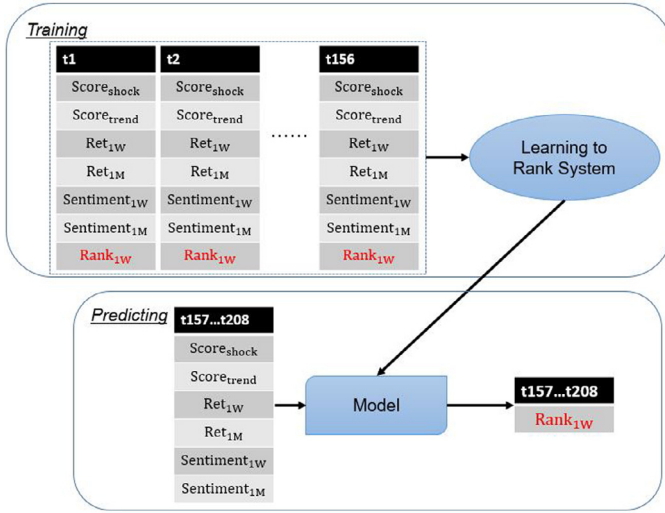 Training
t1 t2 t156
Score_shock Score_shock Score_shock
Score_trend Score_trend Score_trend
Ret_1W Ret_1W ...... Ret_1W
Ret_1M Ret_1M Ret_1M
Sentiment_1W Sentiment_1W Sentiment_1W
Sentiment_1M Sentiment_1M Sentiment_1M
Rank_1W Rank_1W Rank_1W
Learning to
Rank System
Predicting
t157...t208
Score_shock
Score_trend
Ret_1W
Ret_1M
Sentiment_1W
Sentiment_1M
Model
t157...t208
Rank_1W